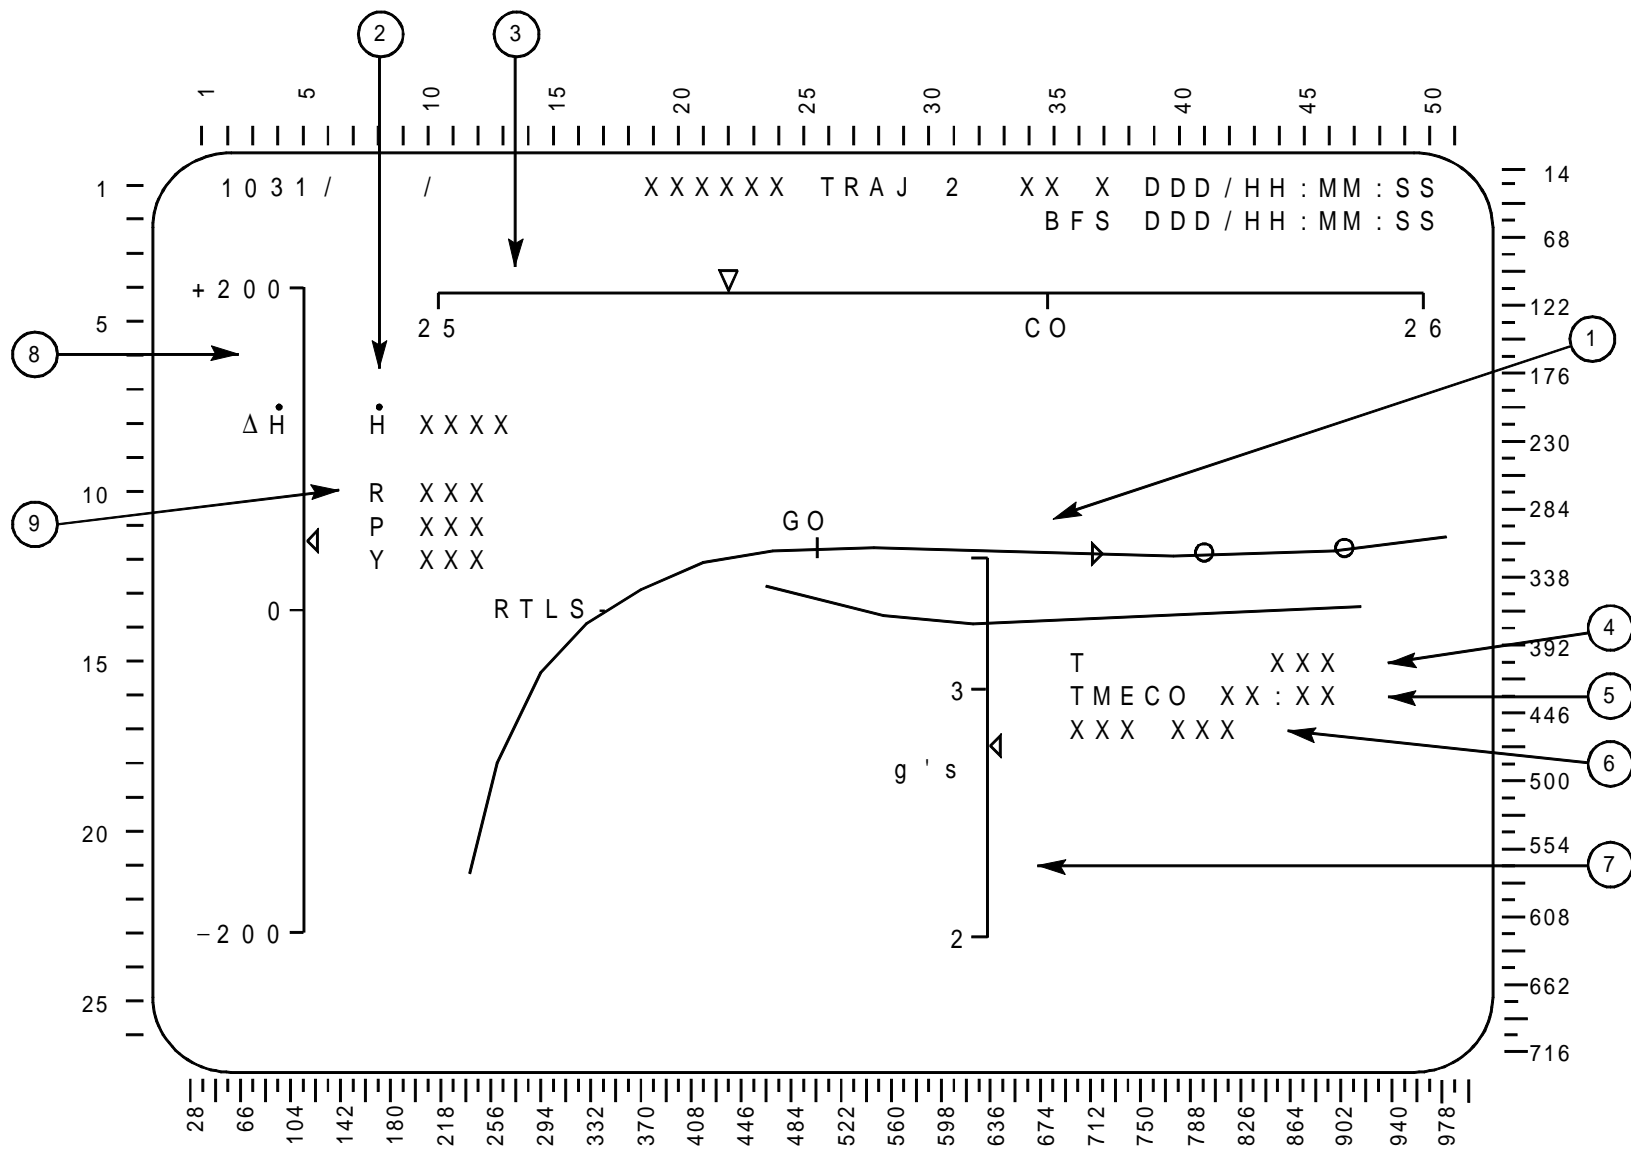 2 3
1 5 10 15 20 25 30 35 40 45 50
1031/ / XXXXXX TRAJ 2 XX X DDD/HH:MM:SS
BFS DDD/HH:MM:SS
+200
25 CO 26
8
1
ΔḢ Ḣ XXXX
R XXX
9
P XXX
Y XXX
GO
0
RTLS
4
T XXX
5
3
TMECO XX:XX
XXX XXX
6
g's
7
2
-200
1
5
10
15
20
25
14
68
122
176
230
284
338
392
446
500
554
608
662
716
28 66 104 142 180 218 256 294 332 370 408 446 484 522 560 598 636 674 712 750 788 826 864 902 940 978